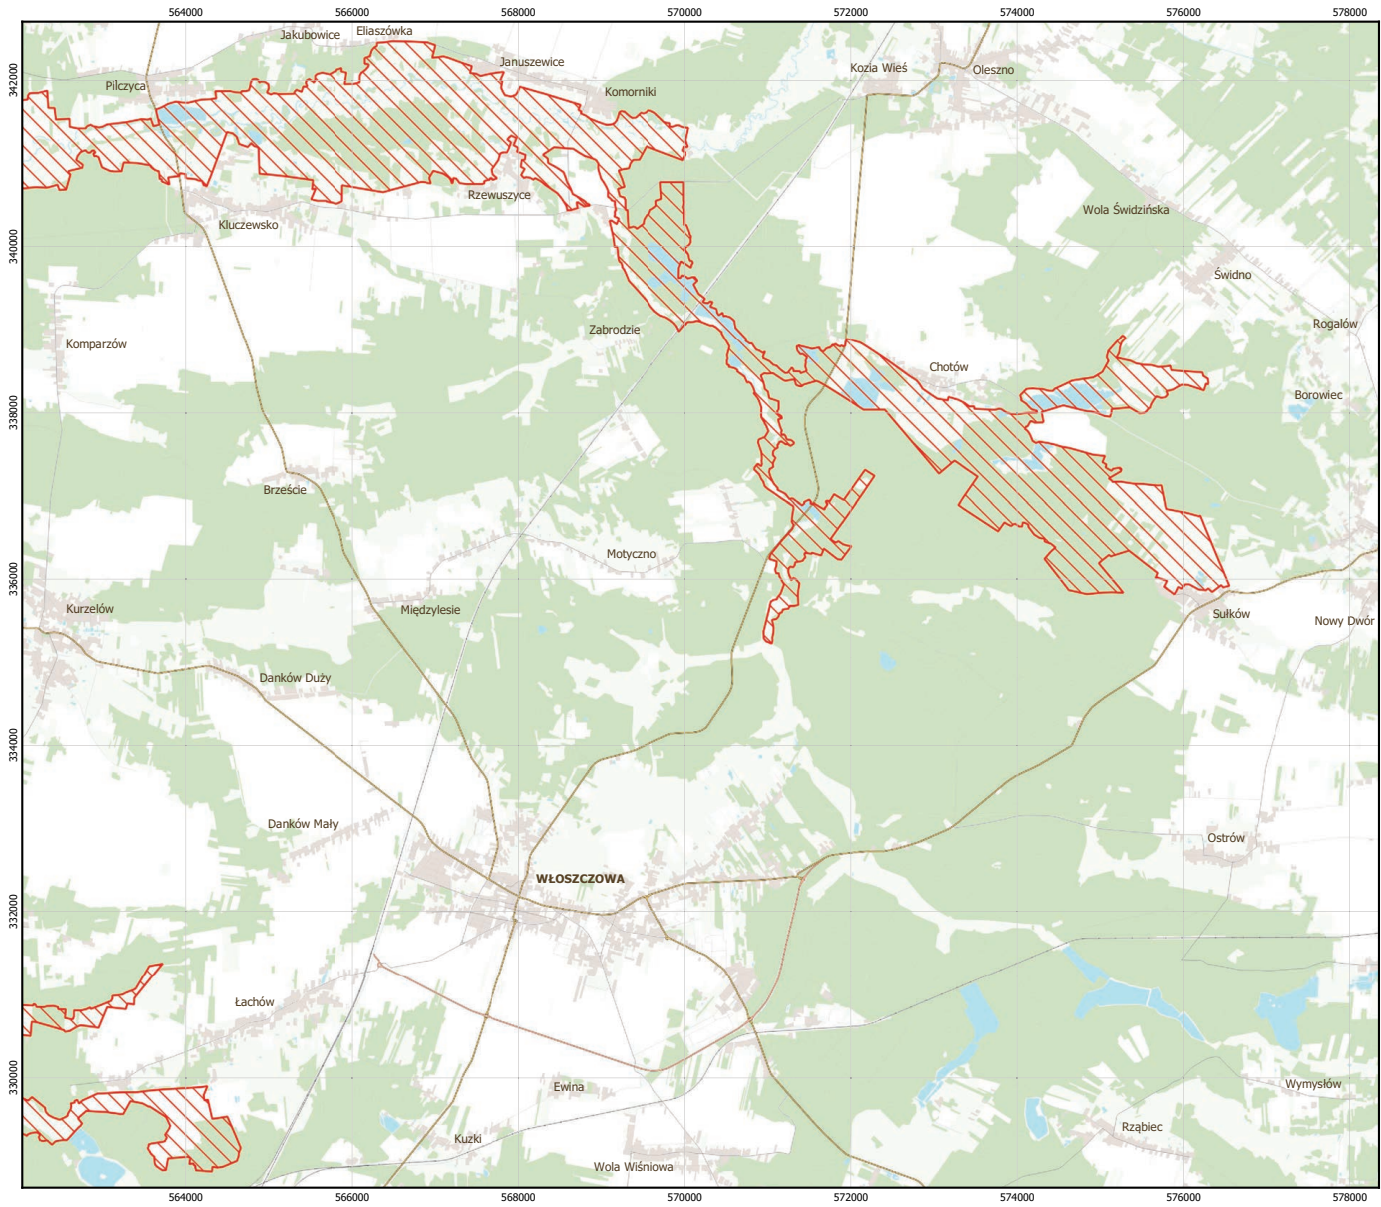 564000
566000
568000
570000
572000
574000
576000
578000
Jakubowice
Eliaszówka
Januszewice
Kozia Wieś
Oleszno
342000
Pilczyca
Komorniki
Rzewuszyce
Wola Świdzińska
Kluczewsko
340000
Świdno
Zabrodzie
Rogalów
Komparzów
Chotów
Borowiec
338000
Brzeście
Motyczno
336000
Kurzelów
Międzylesie
Sułków
Nowy Dwór
Danków Duży
334000
Danków Mały
Ostrów
WŁOSZCZOWA
332000
Łachów
330000
Ewina
Wymysłów
Kuzki
Rząbiec
Wola Wiśniowa
564000
566000
568000
570000
572000
574000
576000
578000